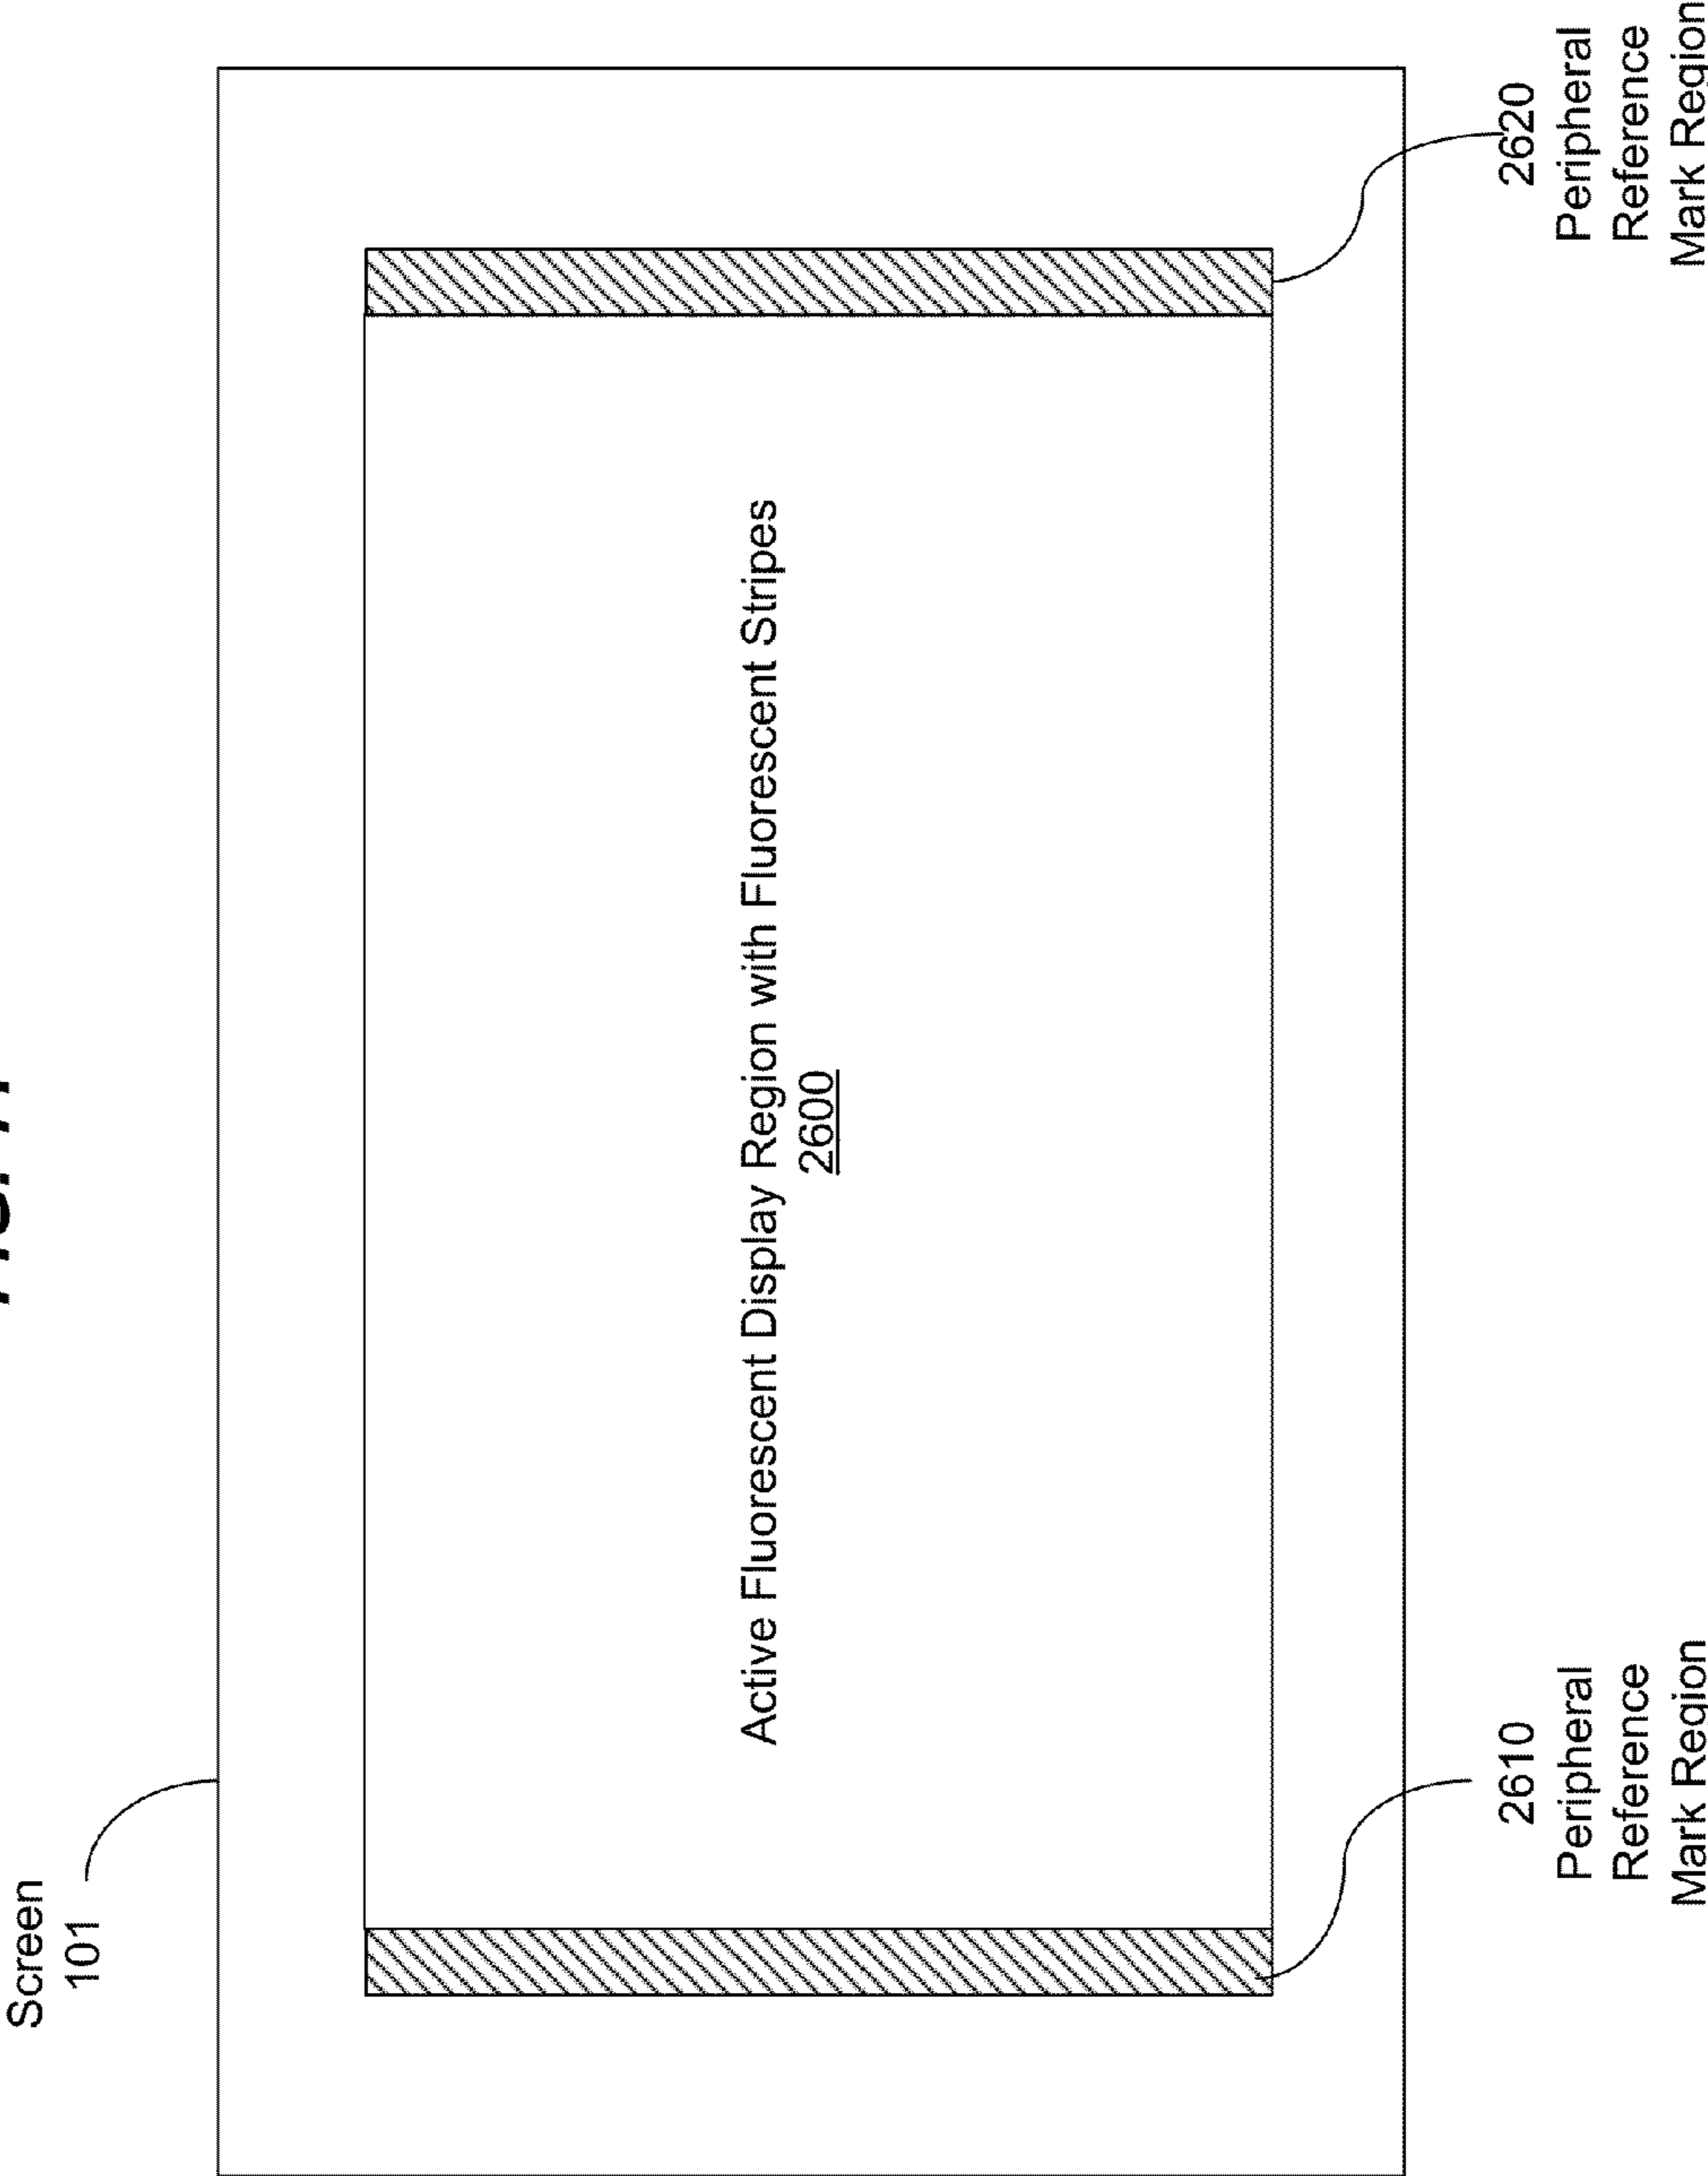 Screen
101
Active Fluorescent Display Region with Fluorescent Stripes
2600
2610
Peripheral
Reference
Mark Region
2620
Peripheral
Reference
Mark Region